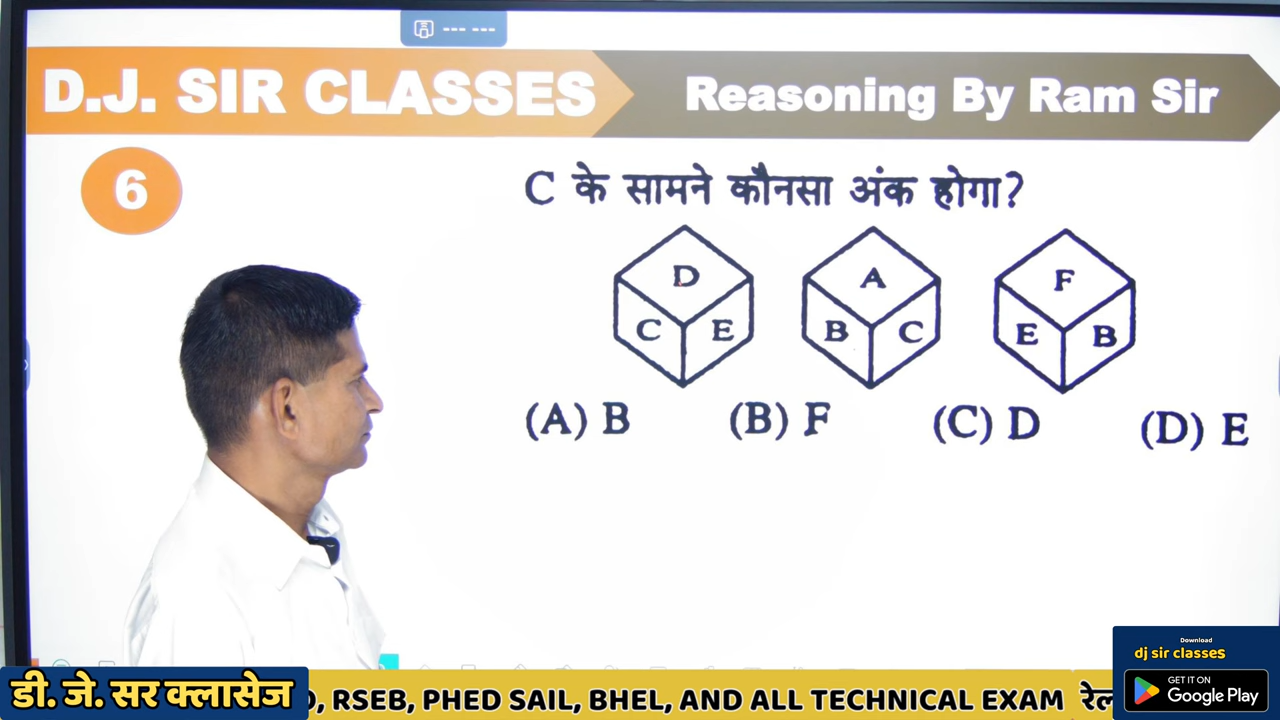 --- ---
D.J. SIR CLASSES
Reasoning By Ram Sir
6
C के सामने कौनसा अंक होगा?
D
C E
A
B C
F
E B
(A) B (B) F (C) D (D) E
Download
dj sir classes
GET IT ON
Google Play
डी. जे. सर क्लासेज
, RSEB, PHED SAIL, BHEL, AND ALL TECHNICAL EXAM